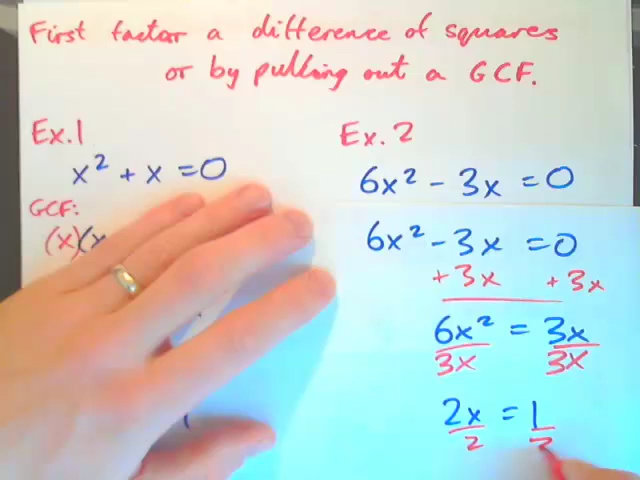 First factor a difference of squares
or by pulling out a GCF.
Ex.1
x² + x = 0
GCF:
(x)(x
Ex. 2
6x² - 3x = 0
6x² - 3x = 0
+3x +3x
6x² = 3x
3x 3x
2x = 1
2 2